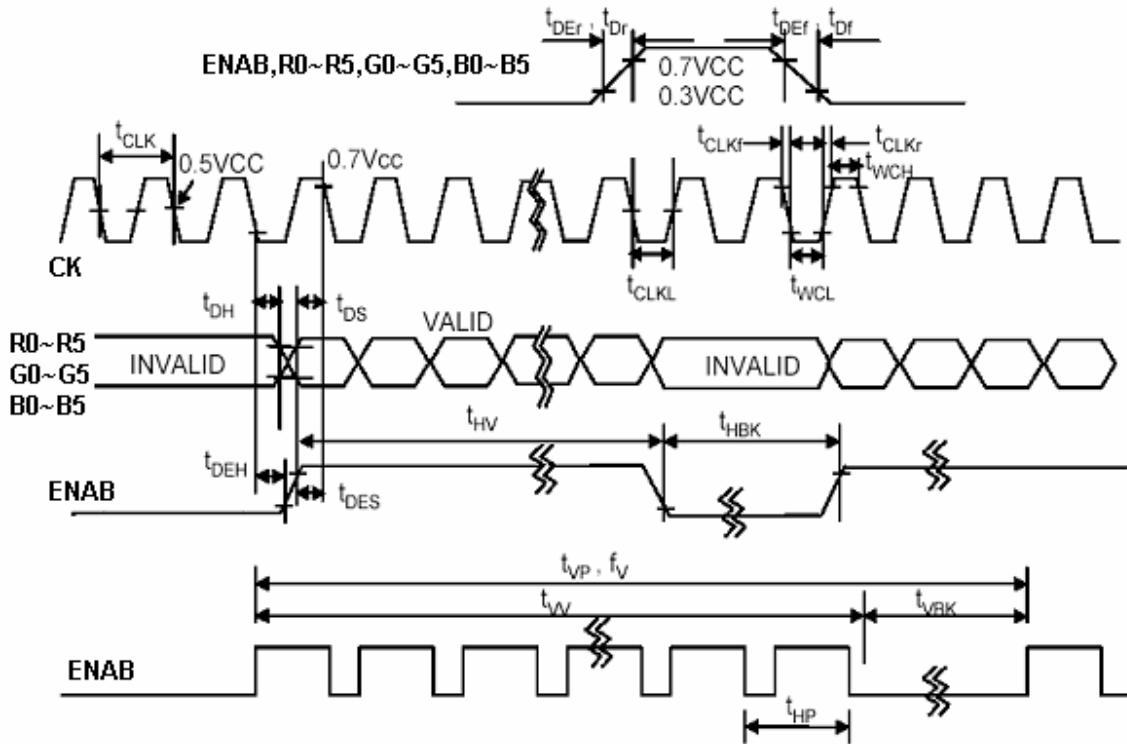 tDEr , tDr
tDEf , tDf
ENAB,R0~R5,G0~G5,B0~B5
0.7VCC
0.3VCC
tCLK
0.5VCC
0.7Vcc
tCLKf
tCLKr
tWCH
CK
tCLKL
tWCL
tDH
tDS
VALID
R0~R5
G0~G5
B0~B5
INVALID
INVALID
tHV
tHBK
tDEH
tDES
ENAB
tVP , fV
tVV
tVBK
ENAB
tHP